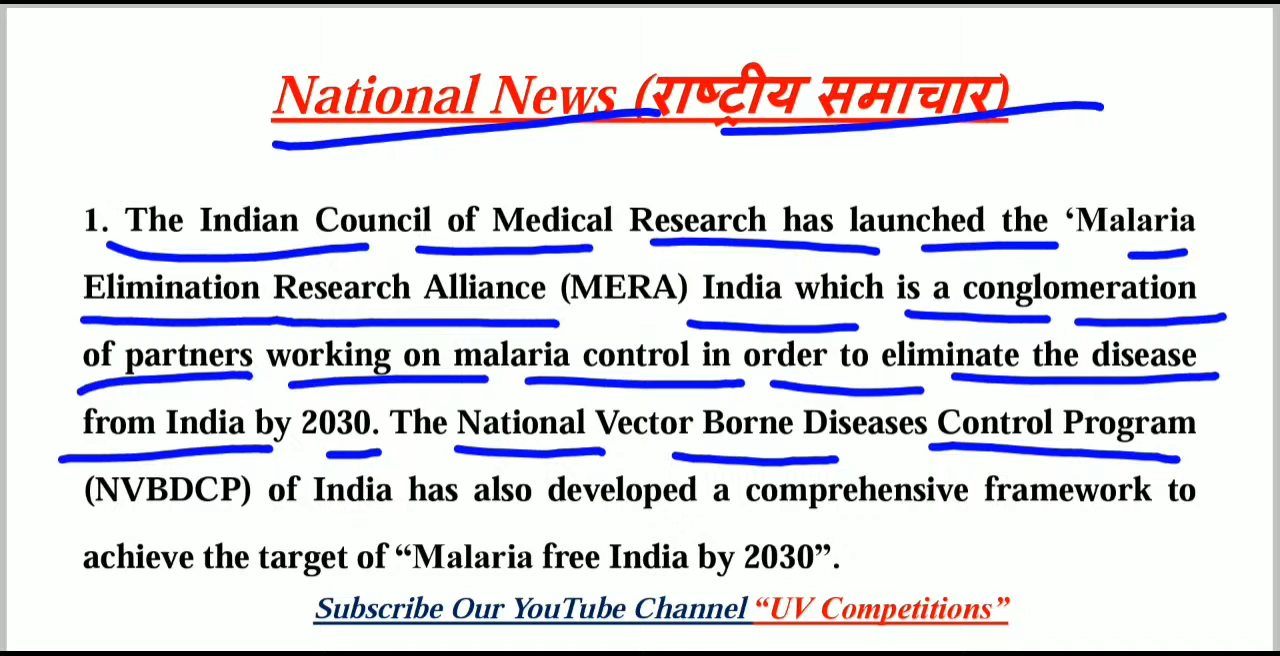 National News (राष्ट्रीय समाचार)
1. The Indian Council of Medical Research has launched the ‘Malaria
Elimination Research Alliance (MERA) India which is a conglomeration
of partners working on malaria control in order to eliminate the disease
from India by 2030. The National Vector Borne Diseases Control Program
(NVBDCP) of India has also developed a comprehensive framework to
achieve the target of “Malaria free India by 2030”.
Subscribe Our YouTube Channel “UV Competitions”